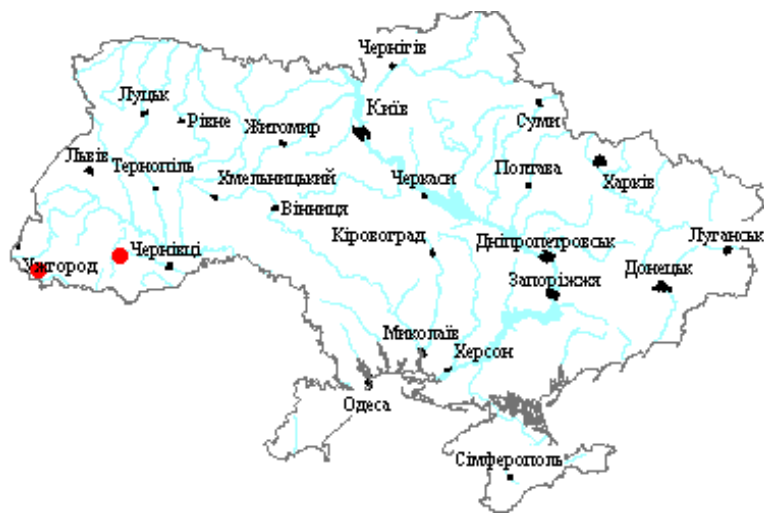 Чернігів
Луцьк
Рівне
Київ
Суми
Житомир
Львів
Тернопіль
Хмельницький
Вінниця
Черкаси
Полтава
Харків
Кіровоград
Дніпропетровськ
Луганськ
Ужгород
Чернівці
Запоріжжя
Донецьк
Миколаїв
Херсон
Одеса
Сімферополь